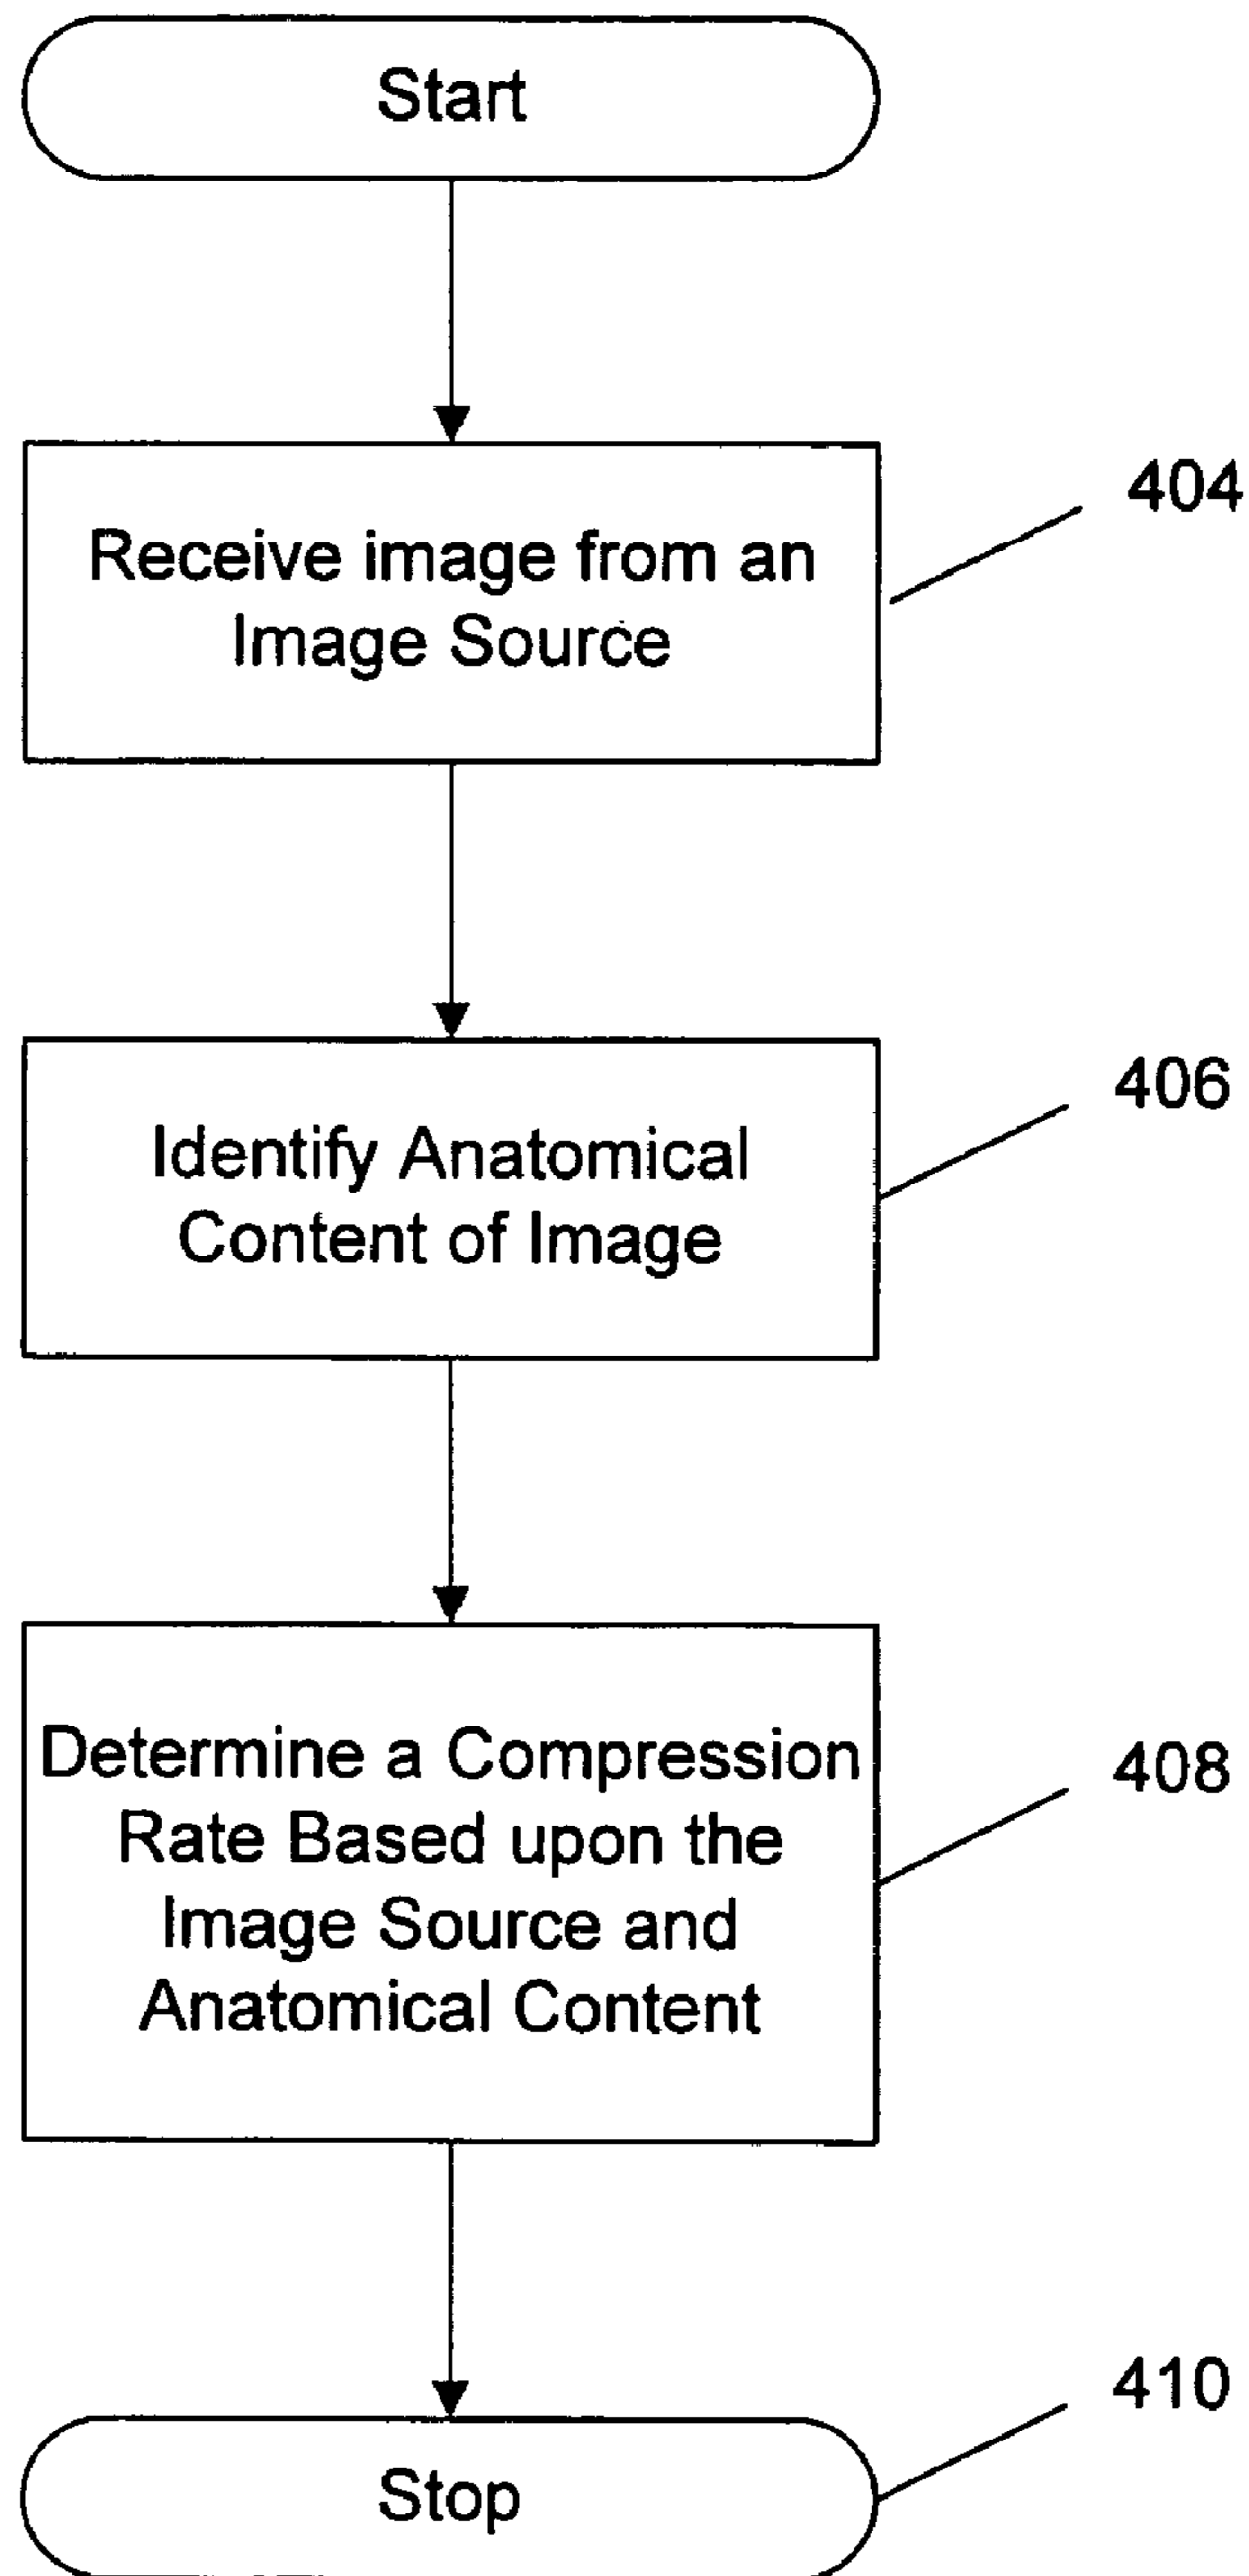 Start
Receive image from an
Image Source
404
Identify Anatomical
Content of Image
406
Determine a Compression
Rate Based upon the
Image Source and
Anatomical Content
408
Stop
410